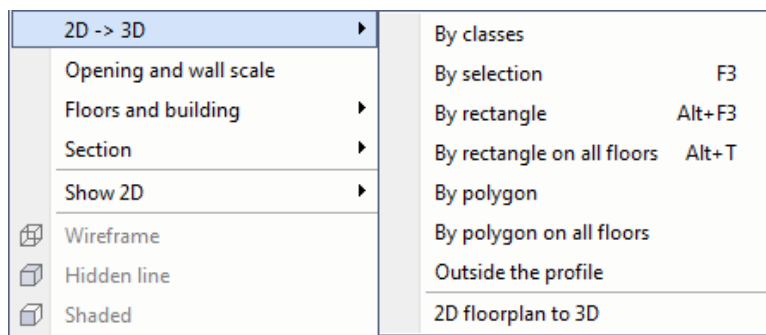 2D -> 3D
Opening and wall scale
Floors and building
Section
Show 2D
Wireframe
Hidden line
Shaded
By classes
By selection F3
By rectangle Alt+F3
By rectangle on all floors Alt+T
By polygon
By polygon on all floors
Outside the profile
2D floorplan to 3D